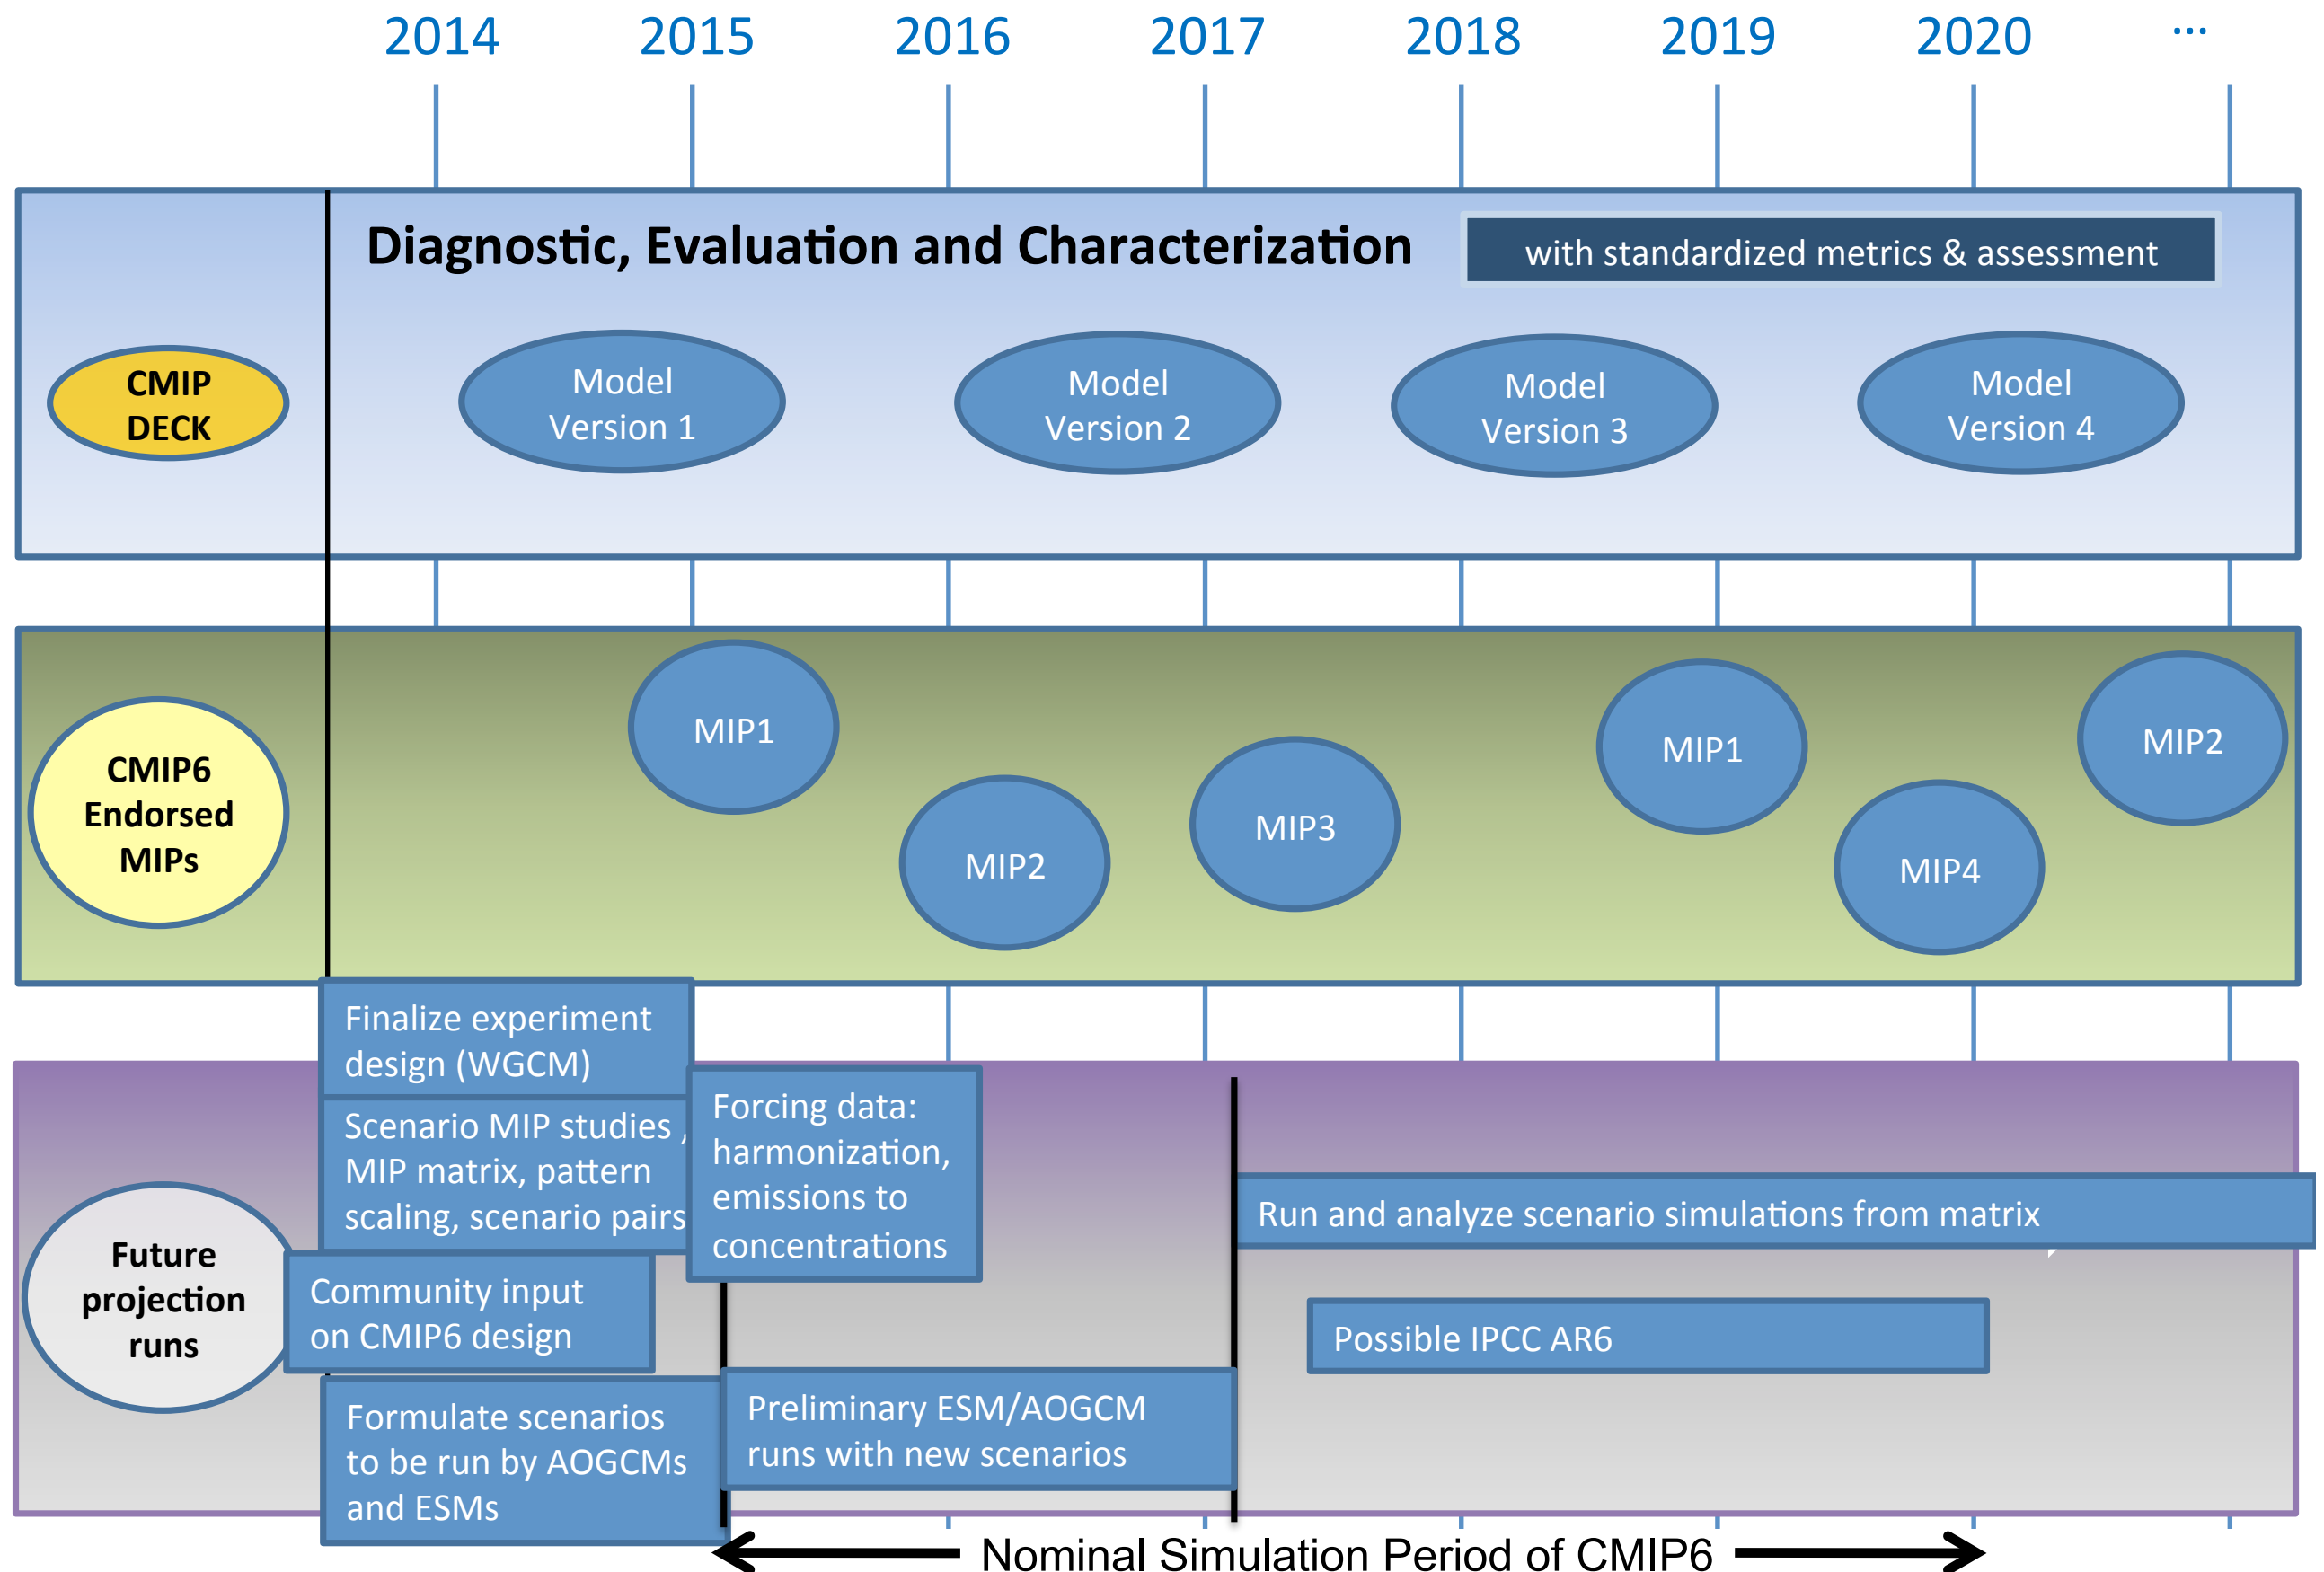 2014 2015 2016 2017 2018 2019 2020 ...
Diagnostic, Evaluation and Characterization
with standardized metrics & assessment
CMIP
DECK
Model
Version 1
Model
Version 2
Model
Version 3
Model
Version 4
CMIP6
Endorsed
MIPs
MIP1
MIP2
MIP3
MIP1
MIP4
MIP2
Future
projection
runs
Finalize experiment
design (WGCM)
Scenario MIP studies ,
MIP matrix, pattern
scaling, scenario pairs
Community input
on CMIP6 design
Formulate scenarios
to be run by AOGCMs
and ESMs
Forcing data:
harmonization,
emissions to
concentrations
Preliminary ESM/AOGCM
runs with new scenarios
Run and analyze scenario simulations from matrix
Possible IPCC AR6
Nominal Simulation Period of CMIP6